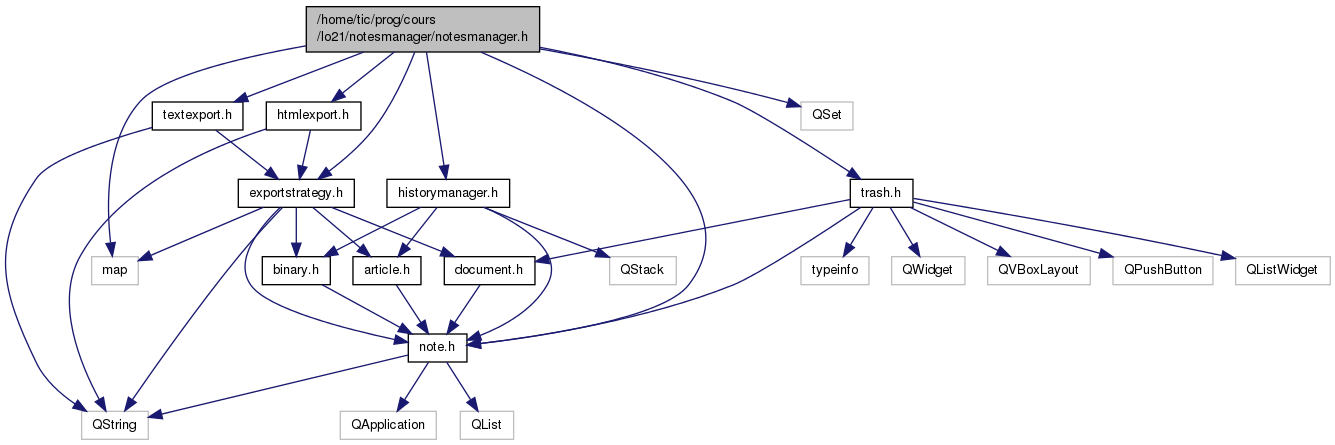 /home/tic/prog/cours
/lo21/notesmanager/notesmanager.h
textexport.h
htmlexport.h
QSet
exportstrategy.h
historymanager.h
trash.h
map
binary.h
article.h
document.h
QStack
typeinfo
QWidget
QVBoxLayout
QPushButton
QListWidget
note.h
QString
QApplication
QList